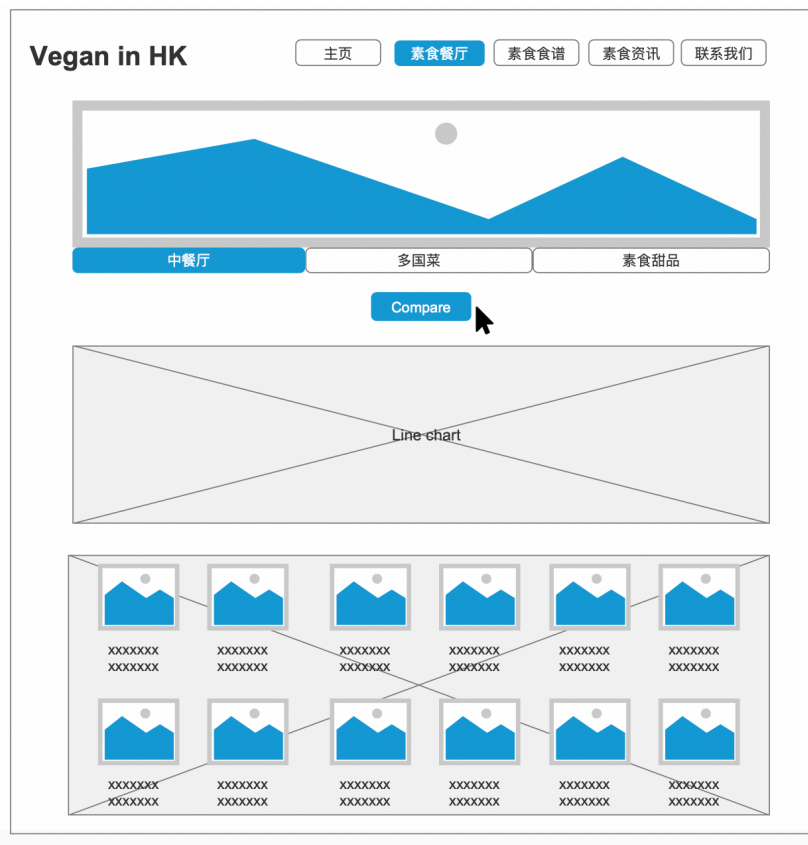 Vegan in HK
主页 素食餐厅 素食食谱 素食资讯 联系我们
中餐厅 多国菜 素食甜品
Compare
Line chart
xxxxxxx xxxxxxx xxxxxxx xxxxxxx xxxxxxx xxxxxxx
xxxxxxx xxxxxxx xxxxxxx xxxxxxx xxxxxxx xxxxxxx
xxxxxxx xxxxxxx xxxxxxx xxxxxxx xxxxxxx xxxxxxx
xxxxxxx xxxxxxx xxxxxxx xxxxxxx xxxxxxx xxxxxxx